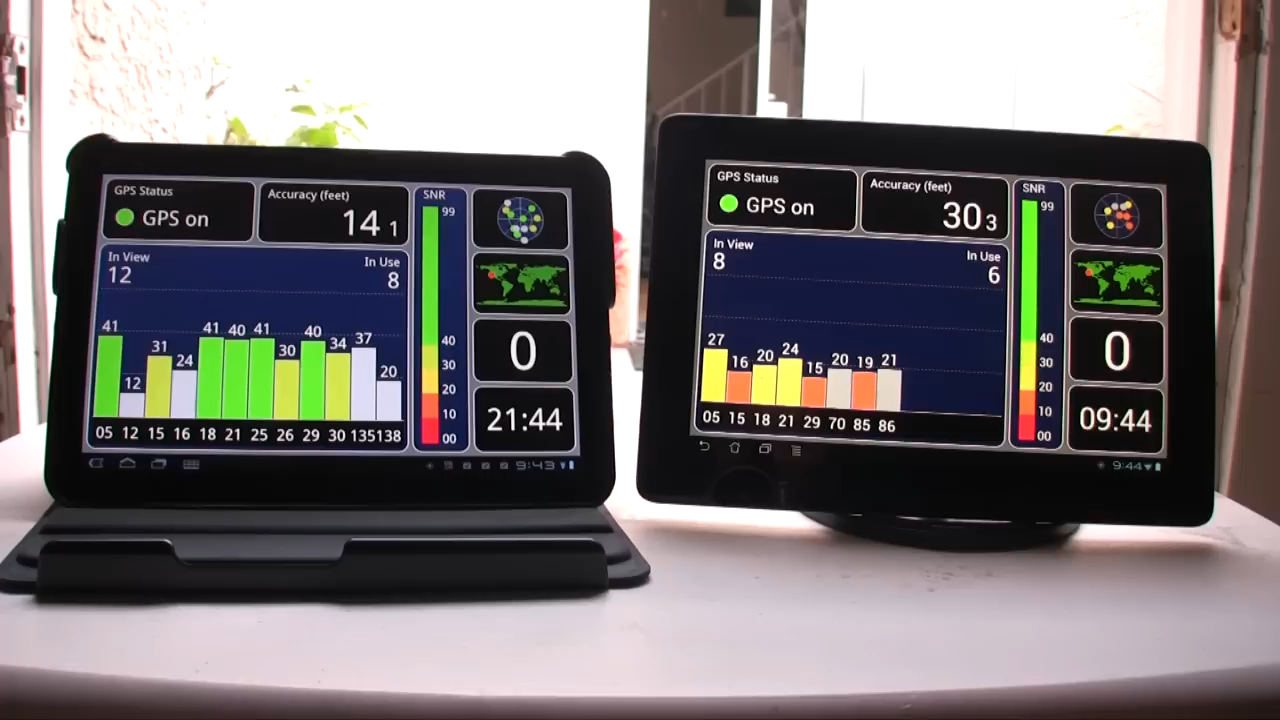 GPS Status
GPS on
Accuracy (feet)
14 1
SNR
99
40
30
20
10
00
In View
12
In Use
8
41 12 31 24 41 40 41 30 40 34 37 20
05 12 15 16 18 21 25 26 29 30 135 138
0
21:44
9:43
GPS Status
GPS on
Accuracy (feet)
30 3
SNR
99
40
30
20
10
00
In View
8
In Use
6
27 16 20 24 15 20 19 21
05 15 18 21 29 70 85 86
0
09:44
9:44